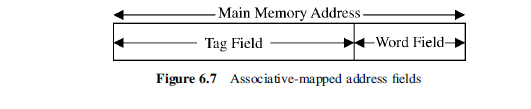 Main Memory Address
Tag Field Word Field
Figure 6.7 Associative-mapped address fields